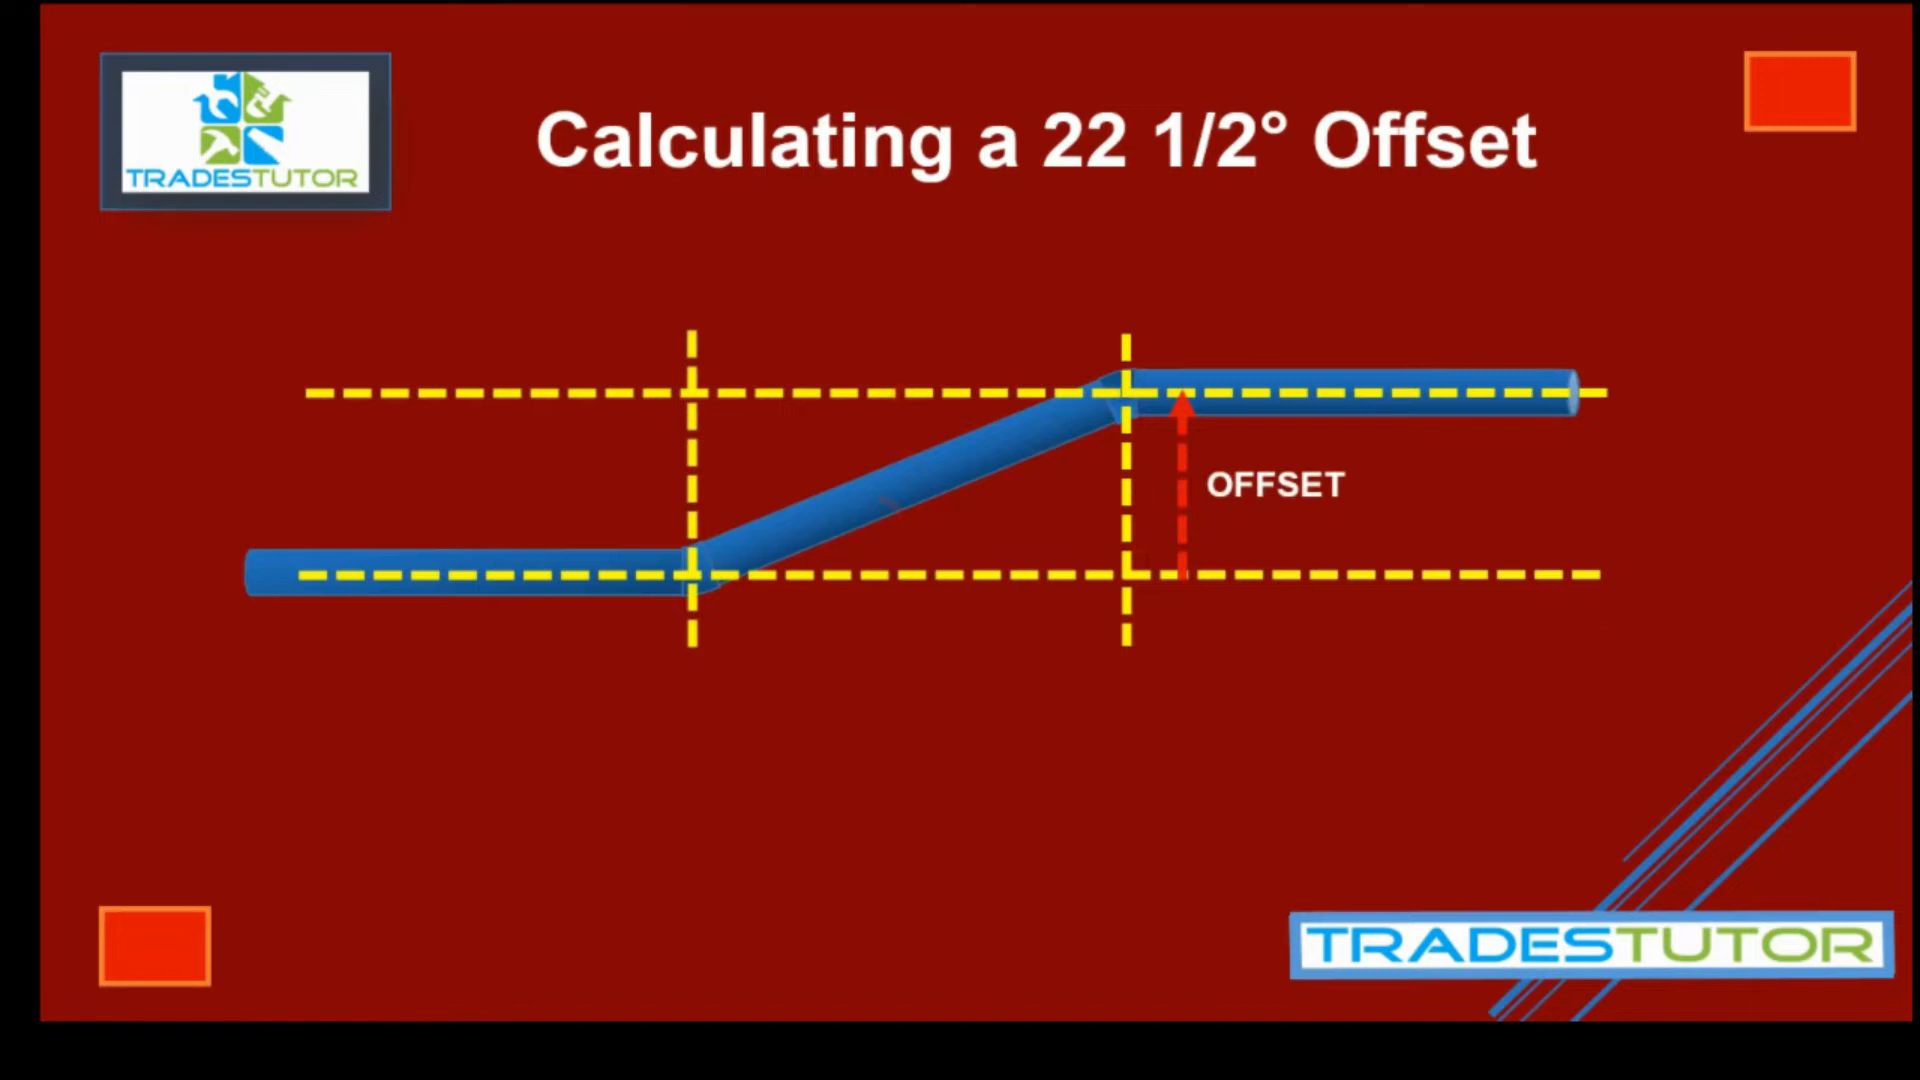 TRADESTUTOR
Calculating a 22 1/2° Offset
OFFSET
TRADESTUTOR